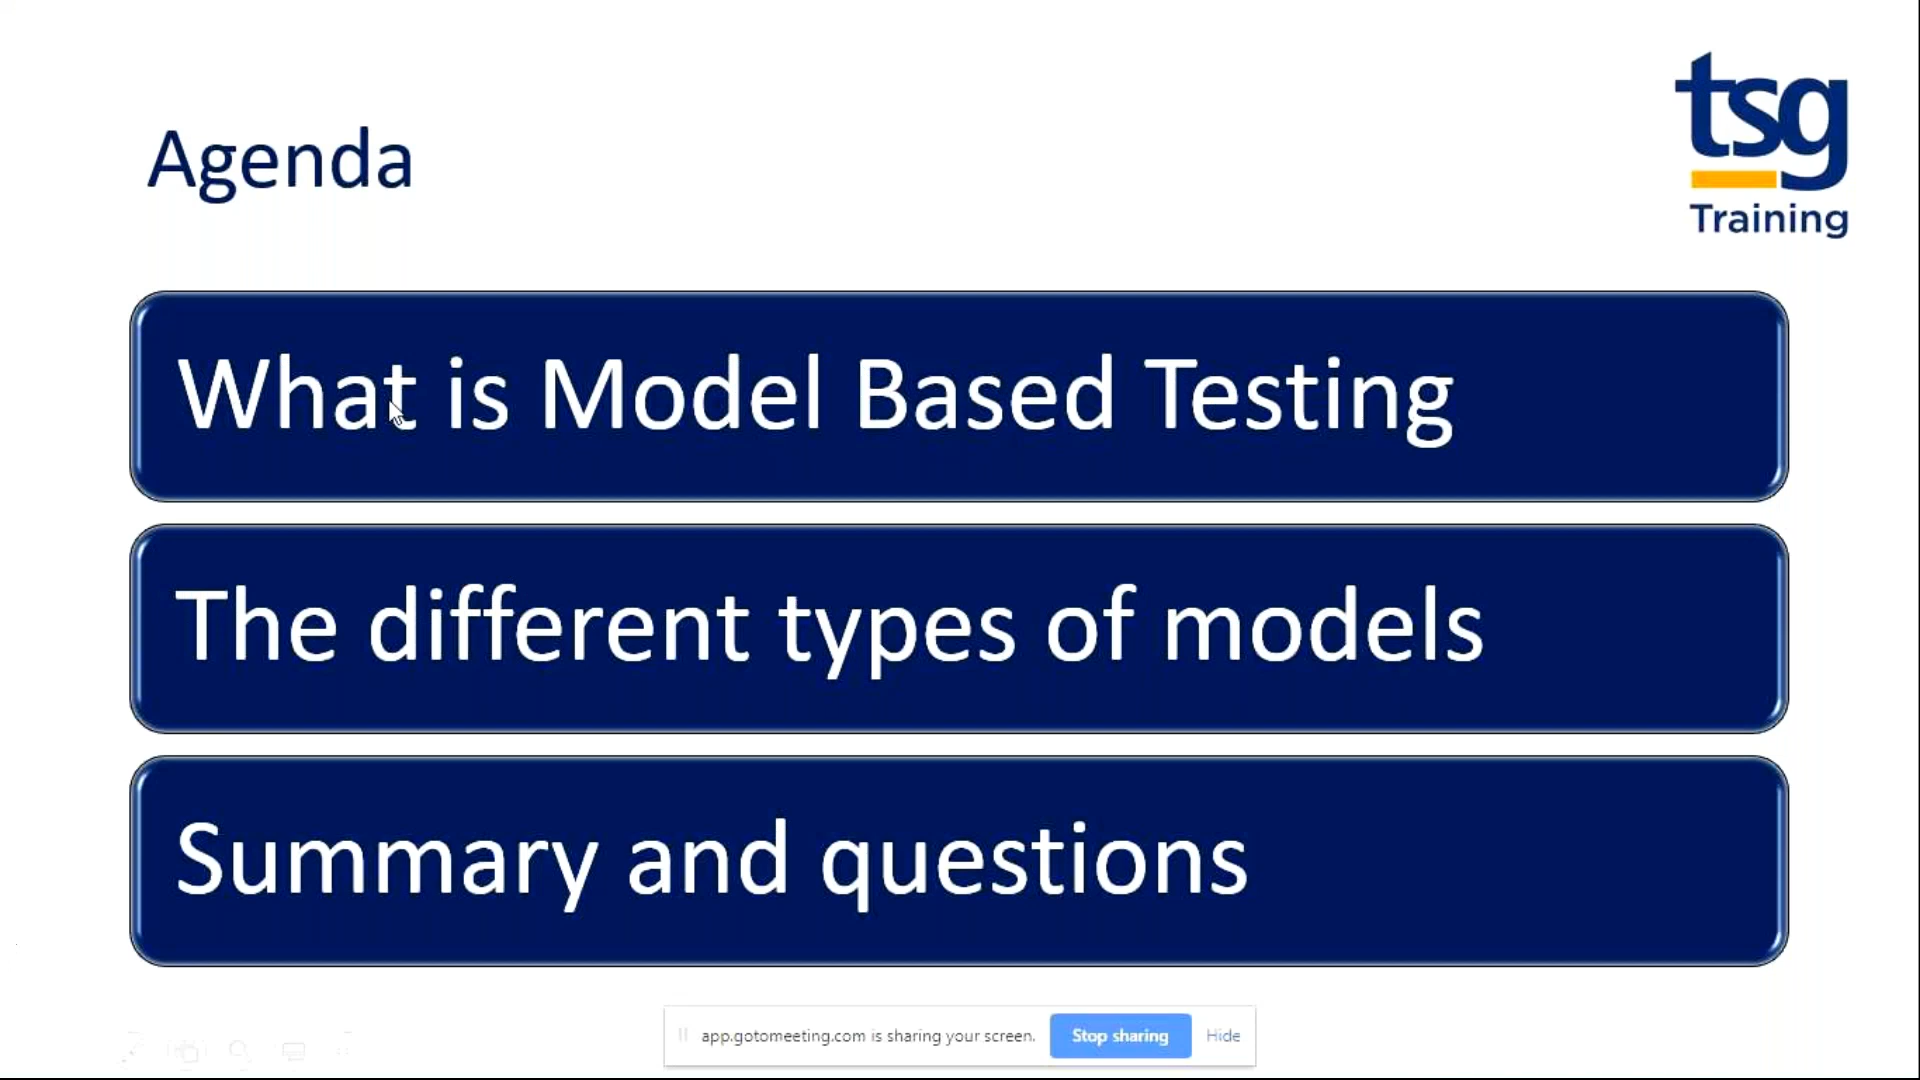 tsg
Training
Agenda
What is Model Based Testing
The different types of models
Summary and questions
app.gotomeeting.com is sharing your screen. Stop sharing Hide